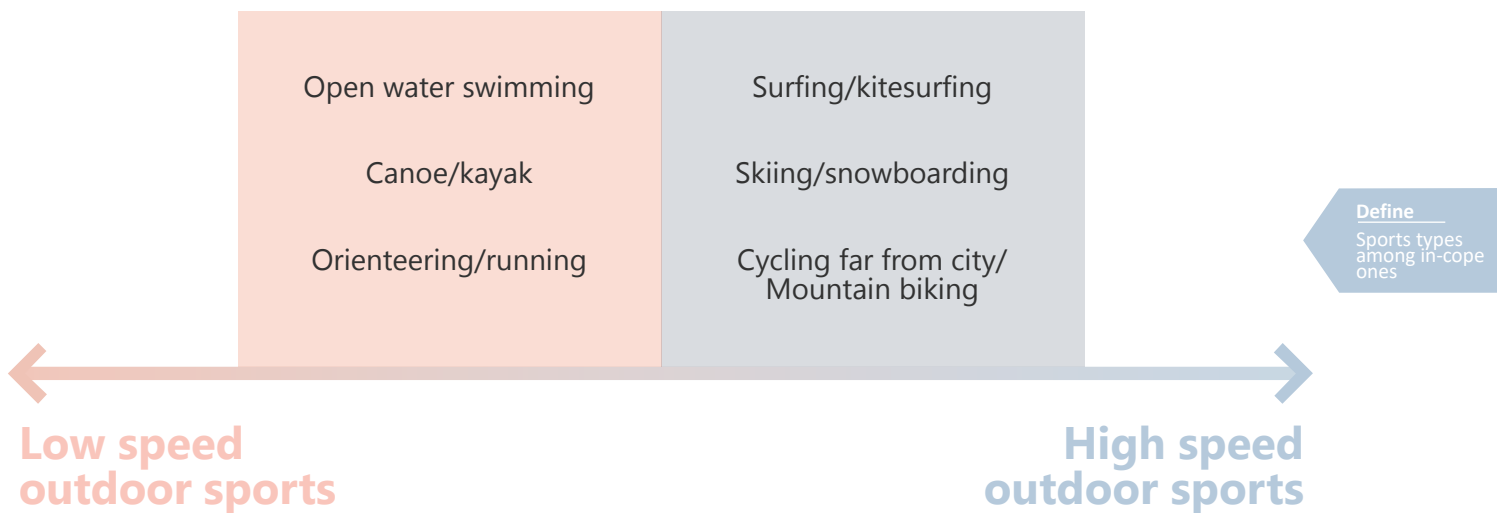 Open water swimming
Canoe/kayak
Orienteering/running
Surfing/kitesurfing
Skiing/snowboarding
Cycling far from city/
Mountain biking
Define
Sports types
among in-cope
ones
Low speed
outdoor sports
High speed
outdoor sports